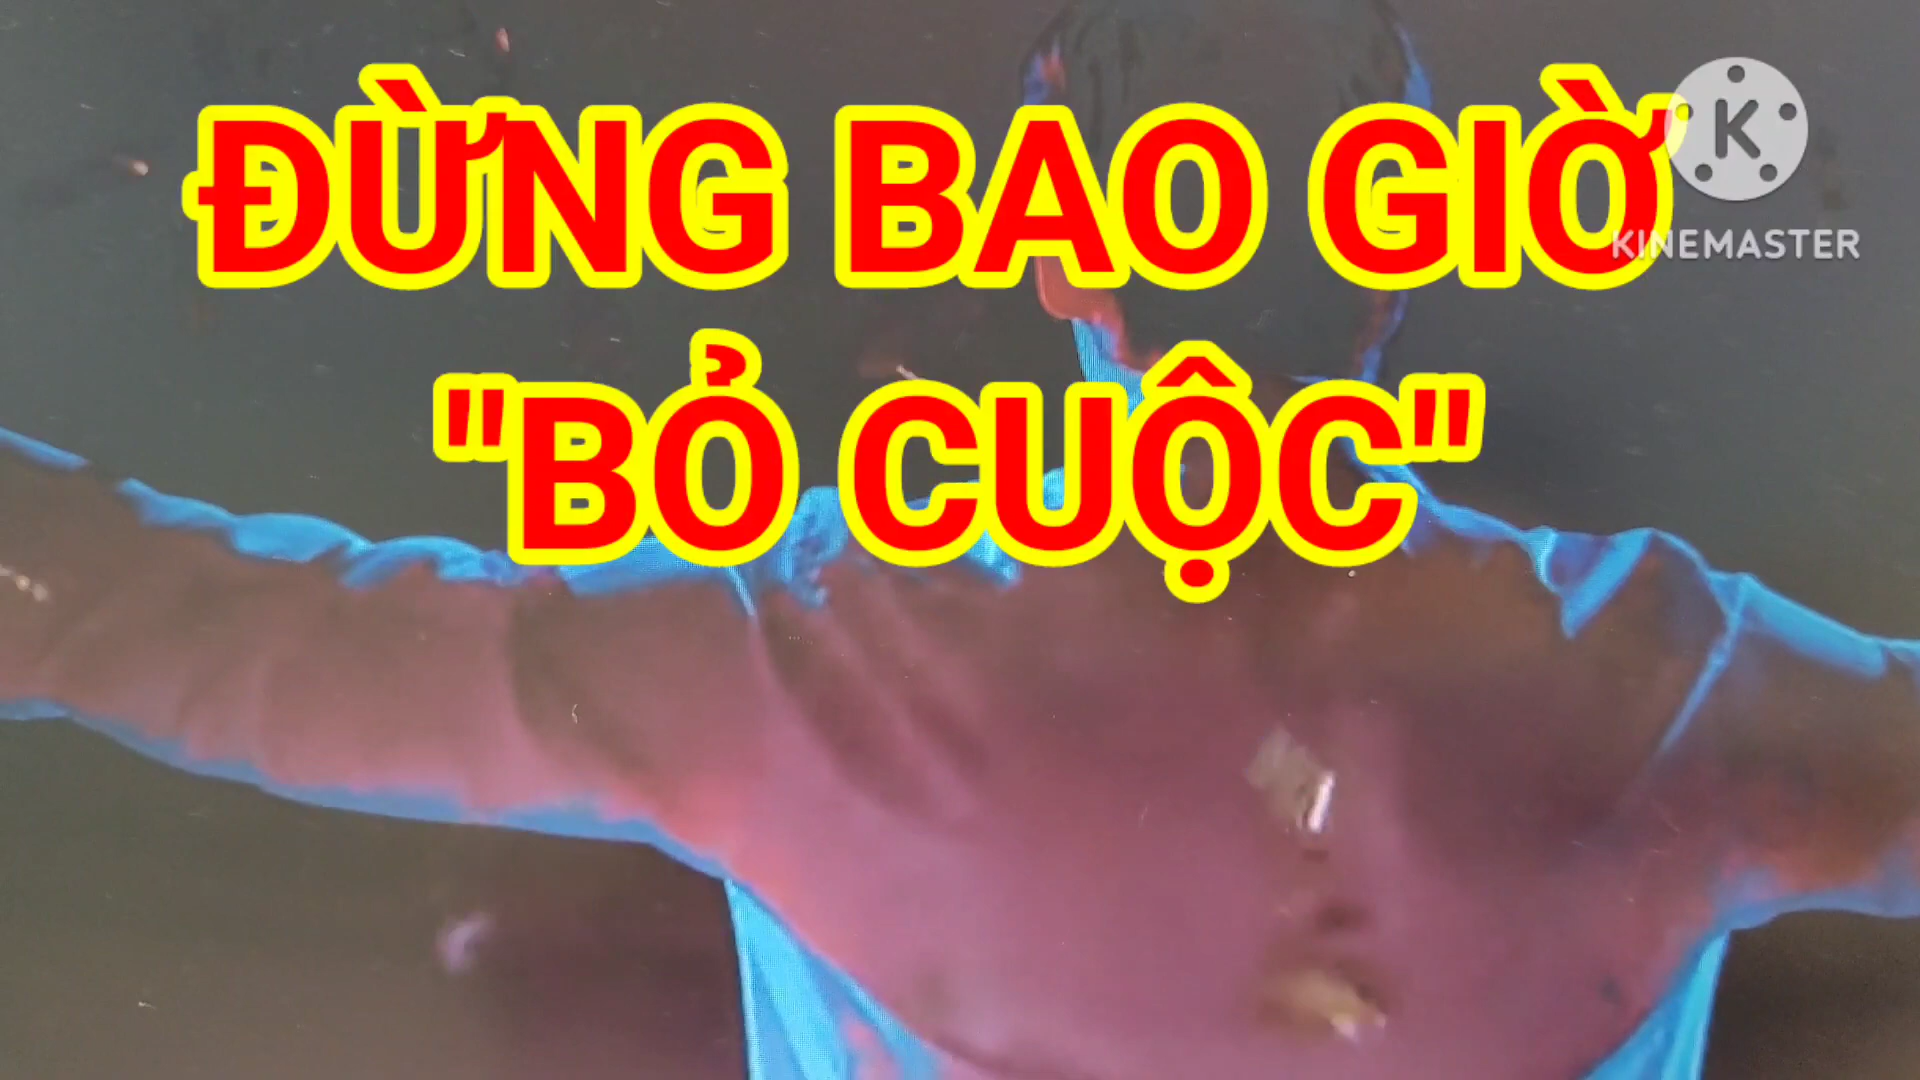 ĐỪNG BAO GIỜ
"BỎ CUỘC"
K
KINEMASTER